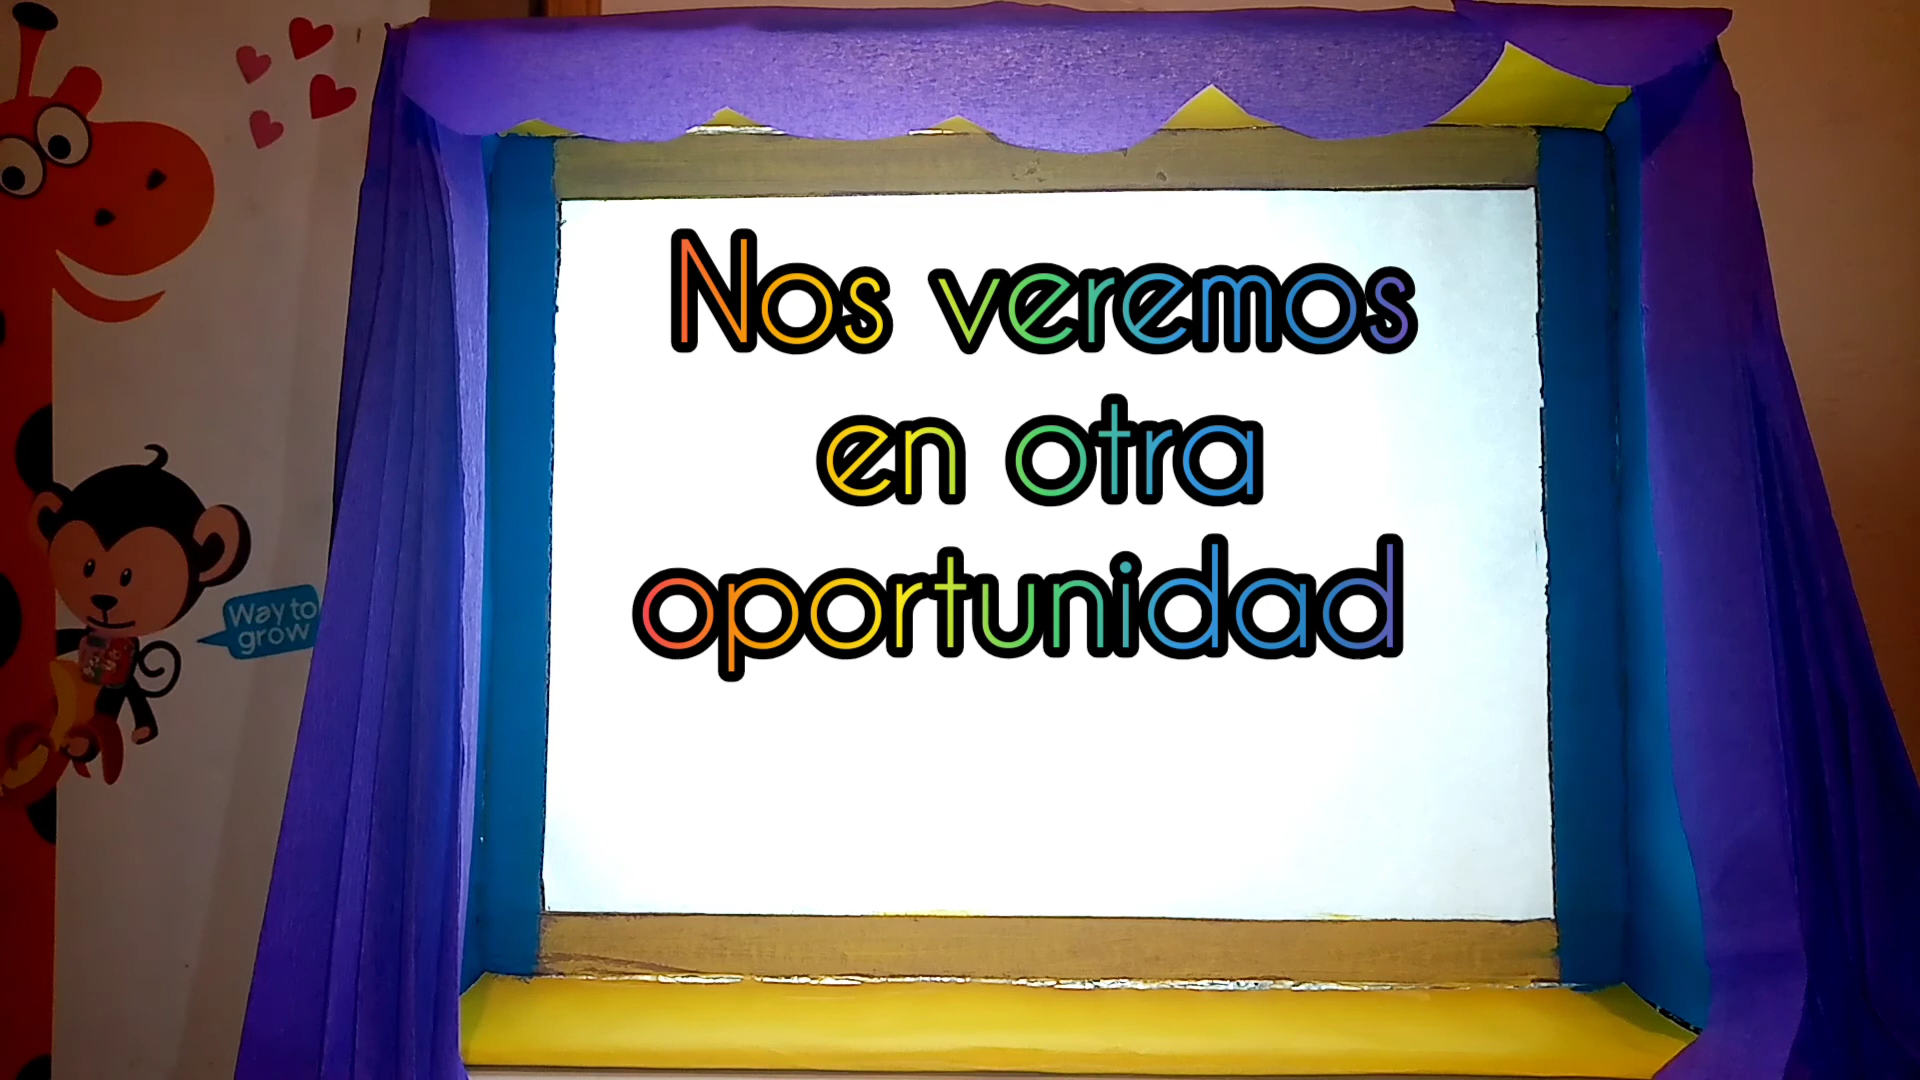 Nos veremos
en otra
oportunidad
Way to
grow